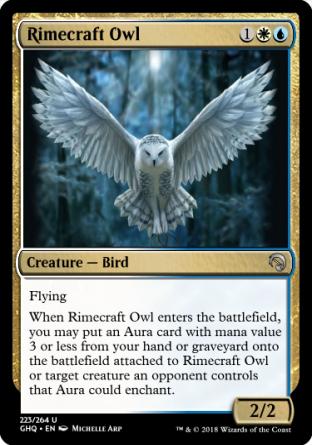 Rimecraft Owl 1
Creature — Bird
Flying
When Rimecraft Owl enters the battlefield,
you may put an Aura card with mana value
3 or less from your hand or graveyard onto
the battlefield attached to Rimecraft Owl
or target creature an opponent controls
that Aura could enchant.
2/2
223/264 U
GHQ • EN Michelle Arp
™ & © 2018 Wizards of the Coast